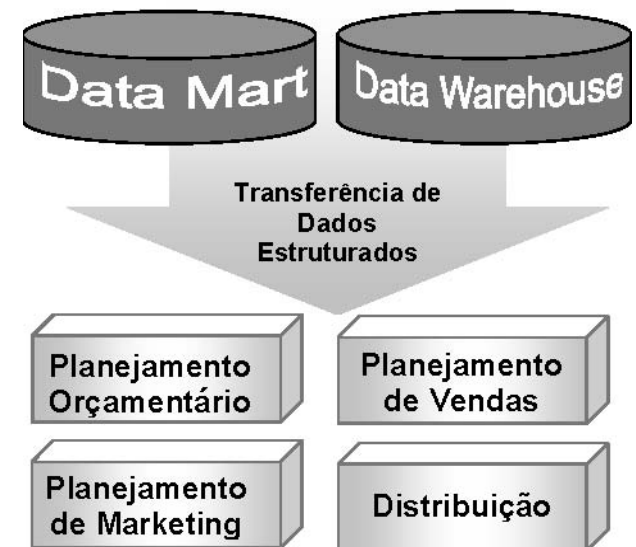 Data Mart
Data Warehouse
Transferência de
Dados
Estruturados
Planejamento
Orçamentário
Planejamento
de Vendas
Planejamento
de Marketing
Distribuição